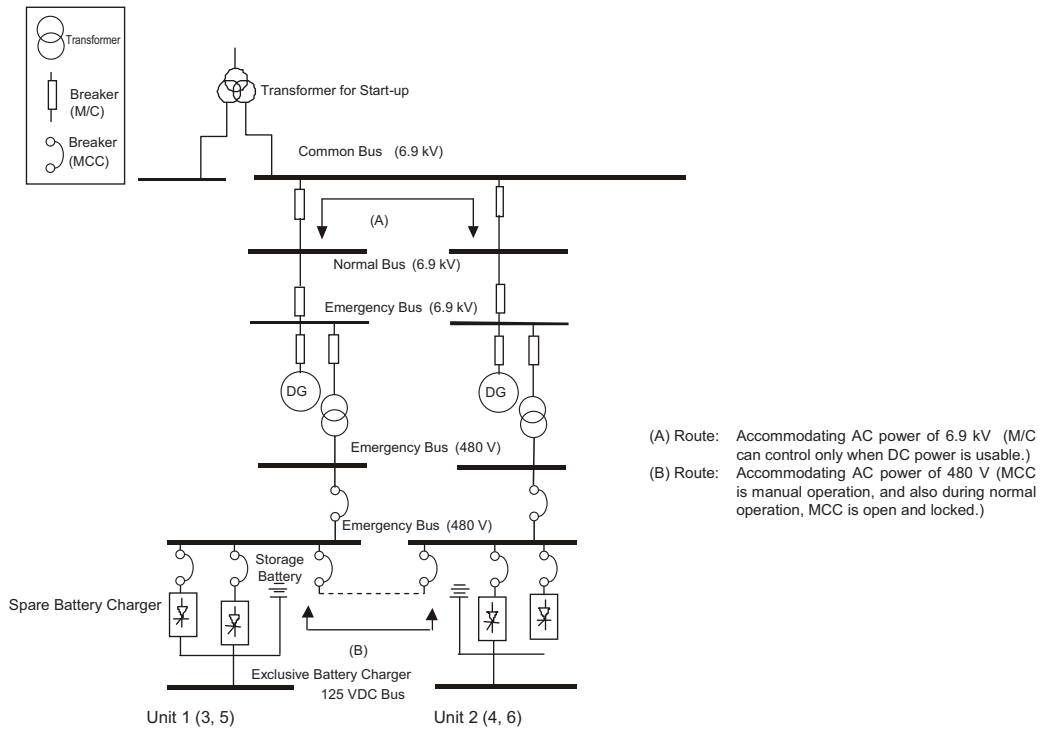 Transformer
Breaker
(M/C)
Breaker
(MCC)
Transformer for Start-up
Common Bus (6.9 kV)
(A)
Normal Bus (6.9 kV)
Emergency Bus (6.9 kV)
DG
DG
Emergency Bus (480 V)
Emergency Bus (480 V)
Storage
Battery
Spare Battery Charger
(B)
Exclusive Battery Charger
125 VDC Bus
Unit 1 (3, 5)
Unit 2 (4, 6)
(A) Route: Accommodating AC power of 6.9 kV (M/C
can control only when DC power is usable.)
(B) Route: Accommodating AC power of 480 V (MCC
is manual operation, and also during normal
operation, MCC is open and locked.)